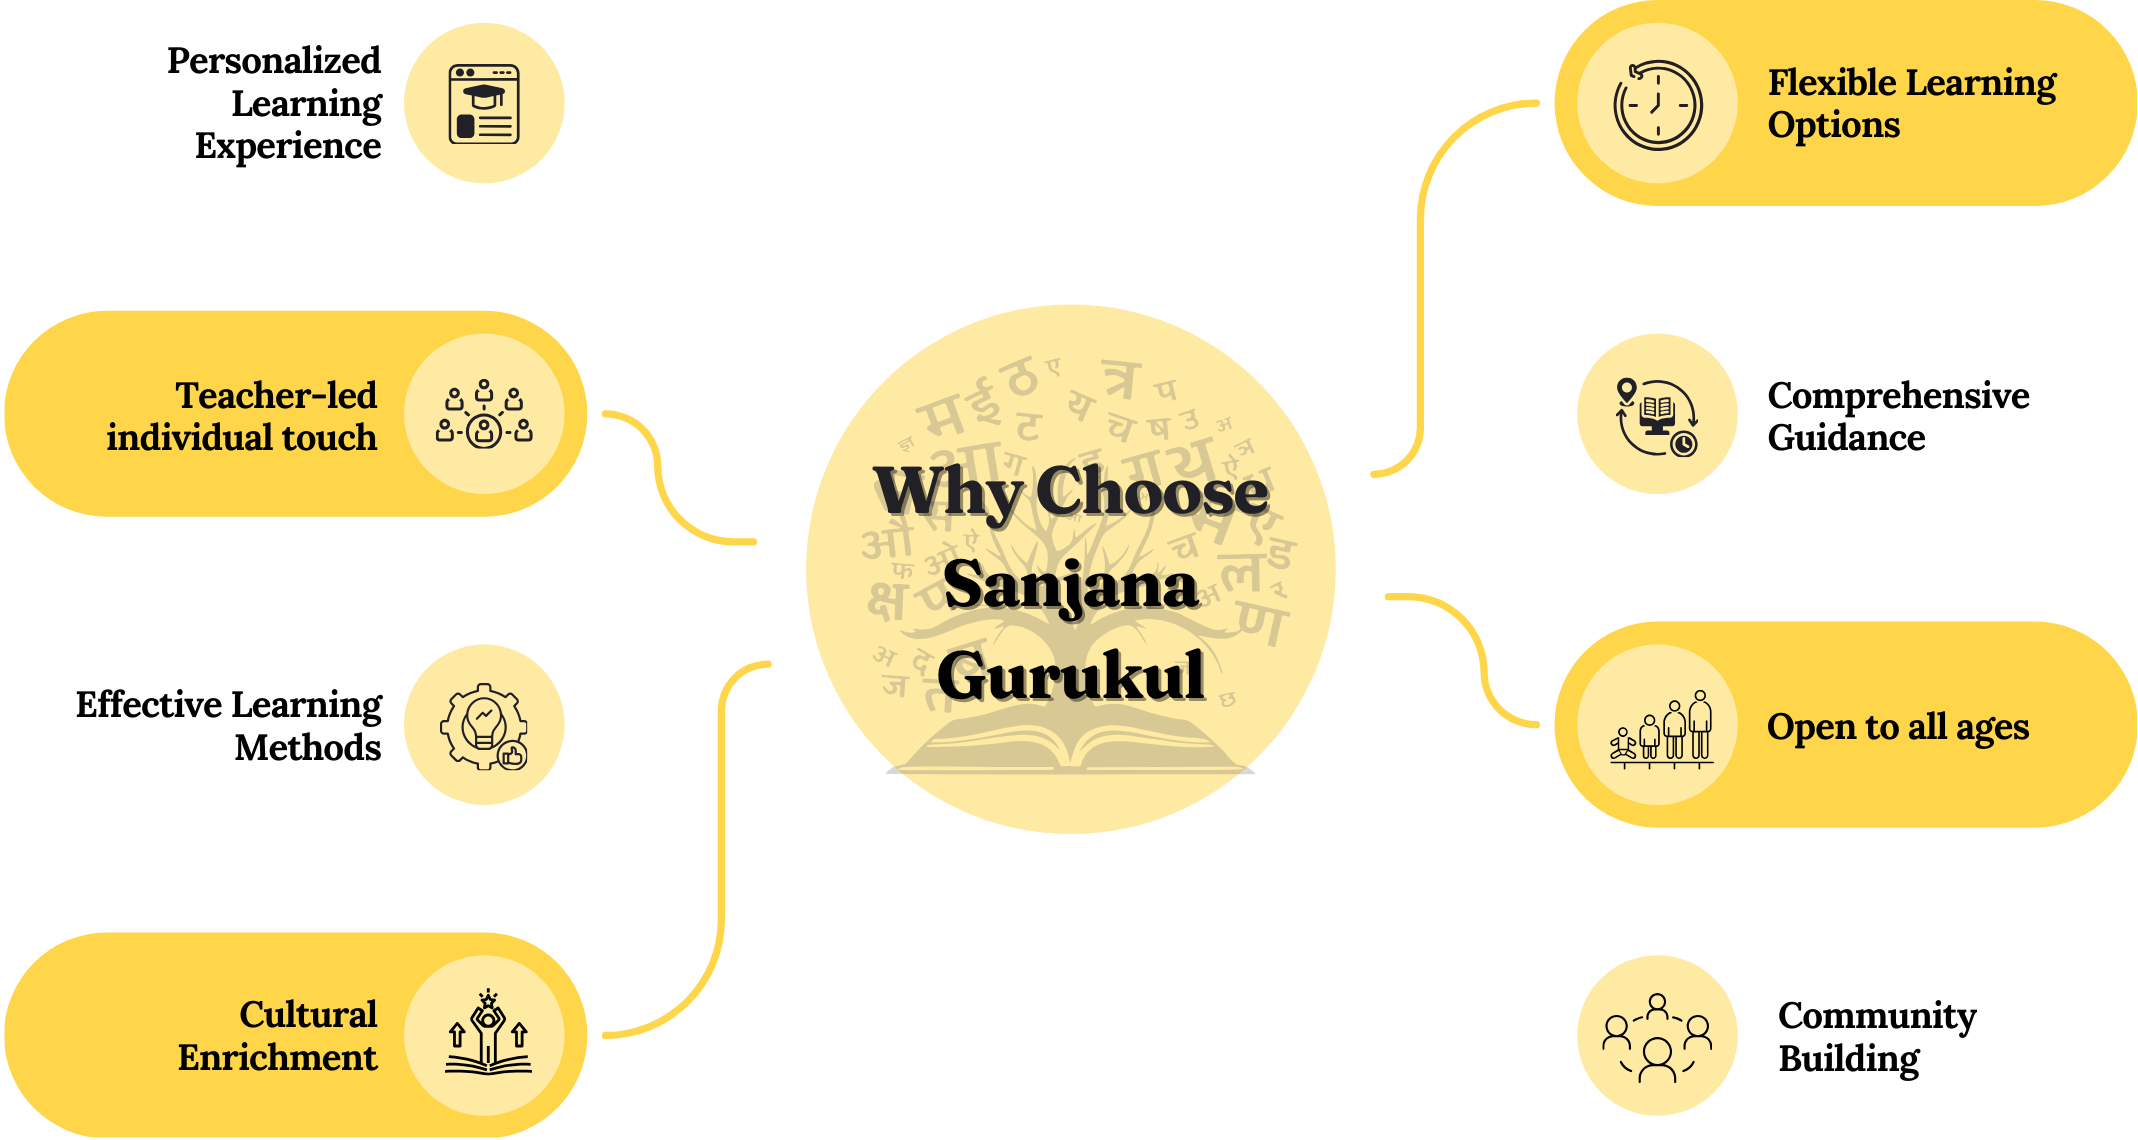 Personalized
Learning
Experience
Teacher-led
individual touch
Effective Learning
Methods
Cultural
Enrichment
Why Choose
Sanjana
Gurukul
Flexible Learning
Options
Comprehensive
Guidance
Open to all ages
Community
Building